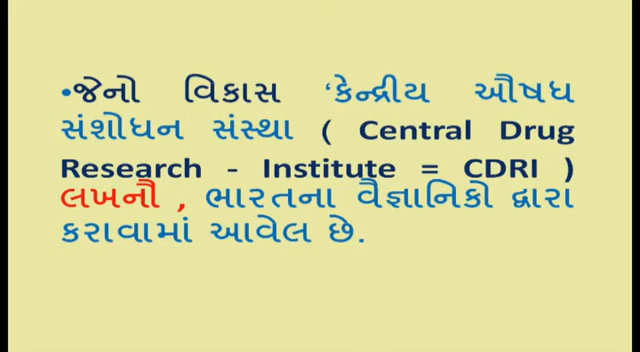 •જેનો વિકાસ ‘કેન્દ્રીય ઔષધ
સંશોધન સંસ્થા ( Central Drug
Research - Institute = CDRI )
લખનૌ , ભારતના વૈજ્ઞાનિકો દ્વારા
કરાવામાં આવેલ છે.